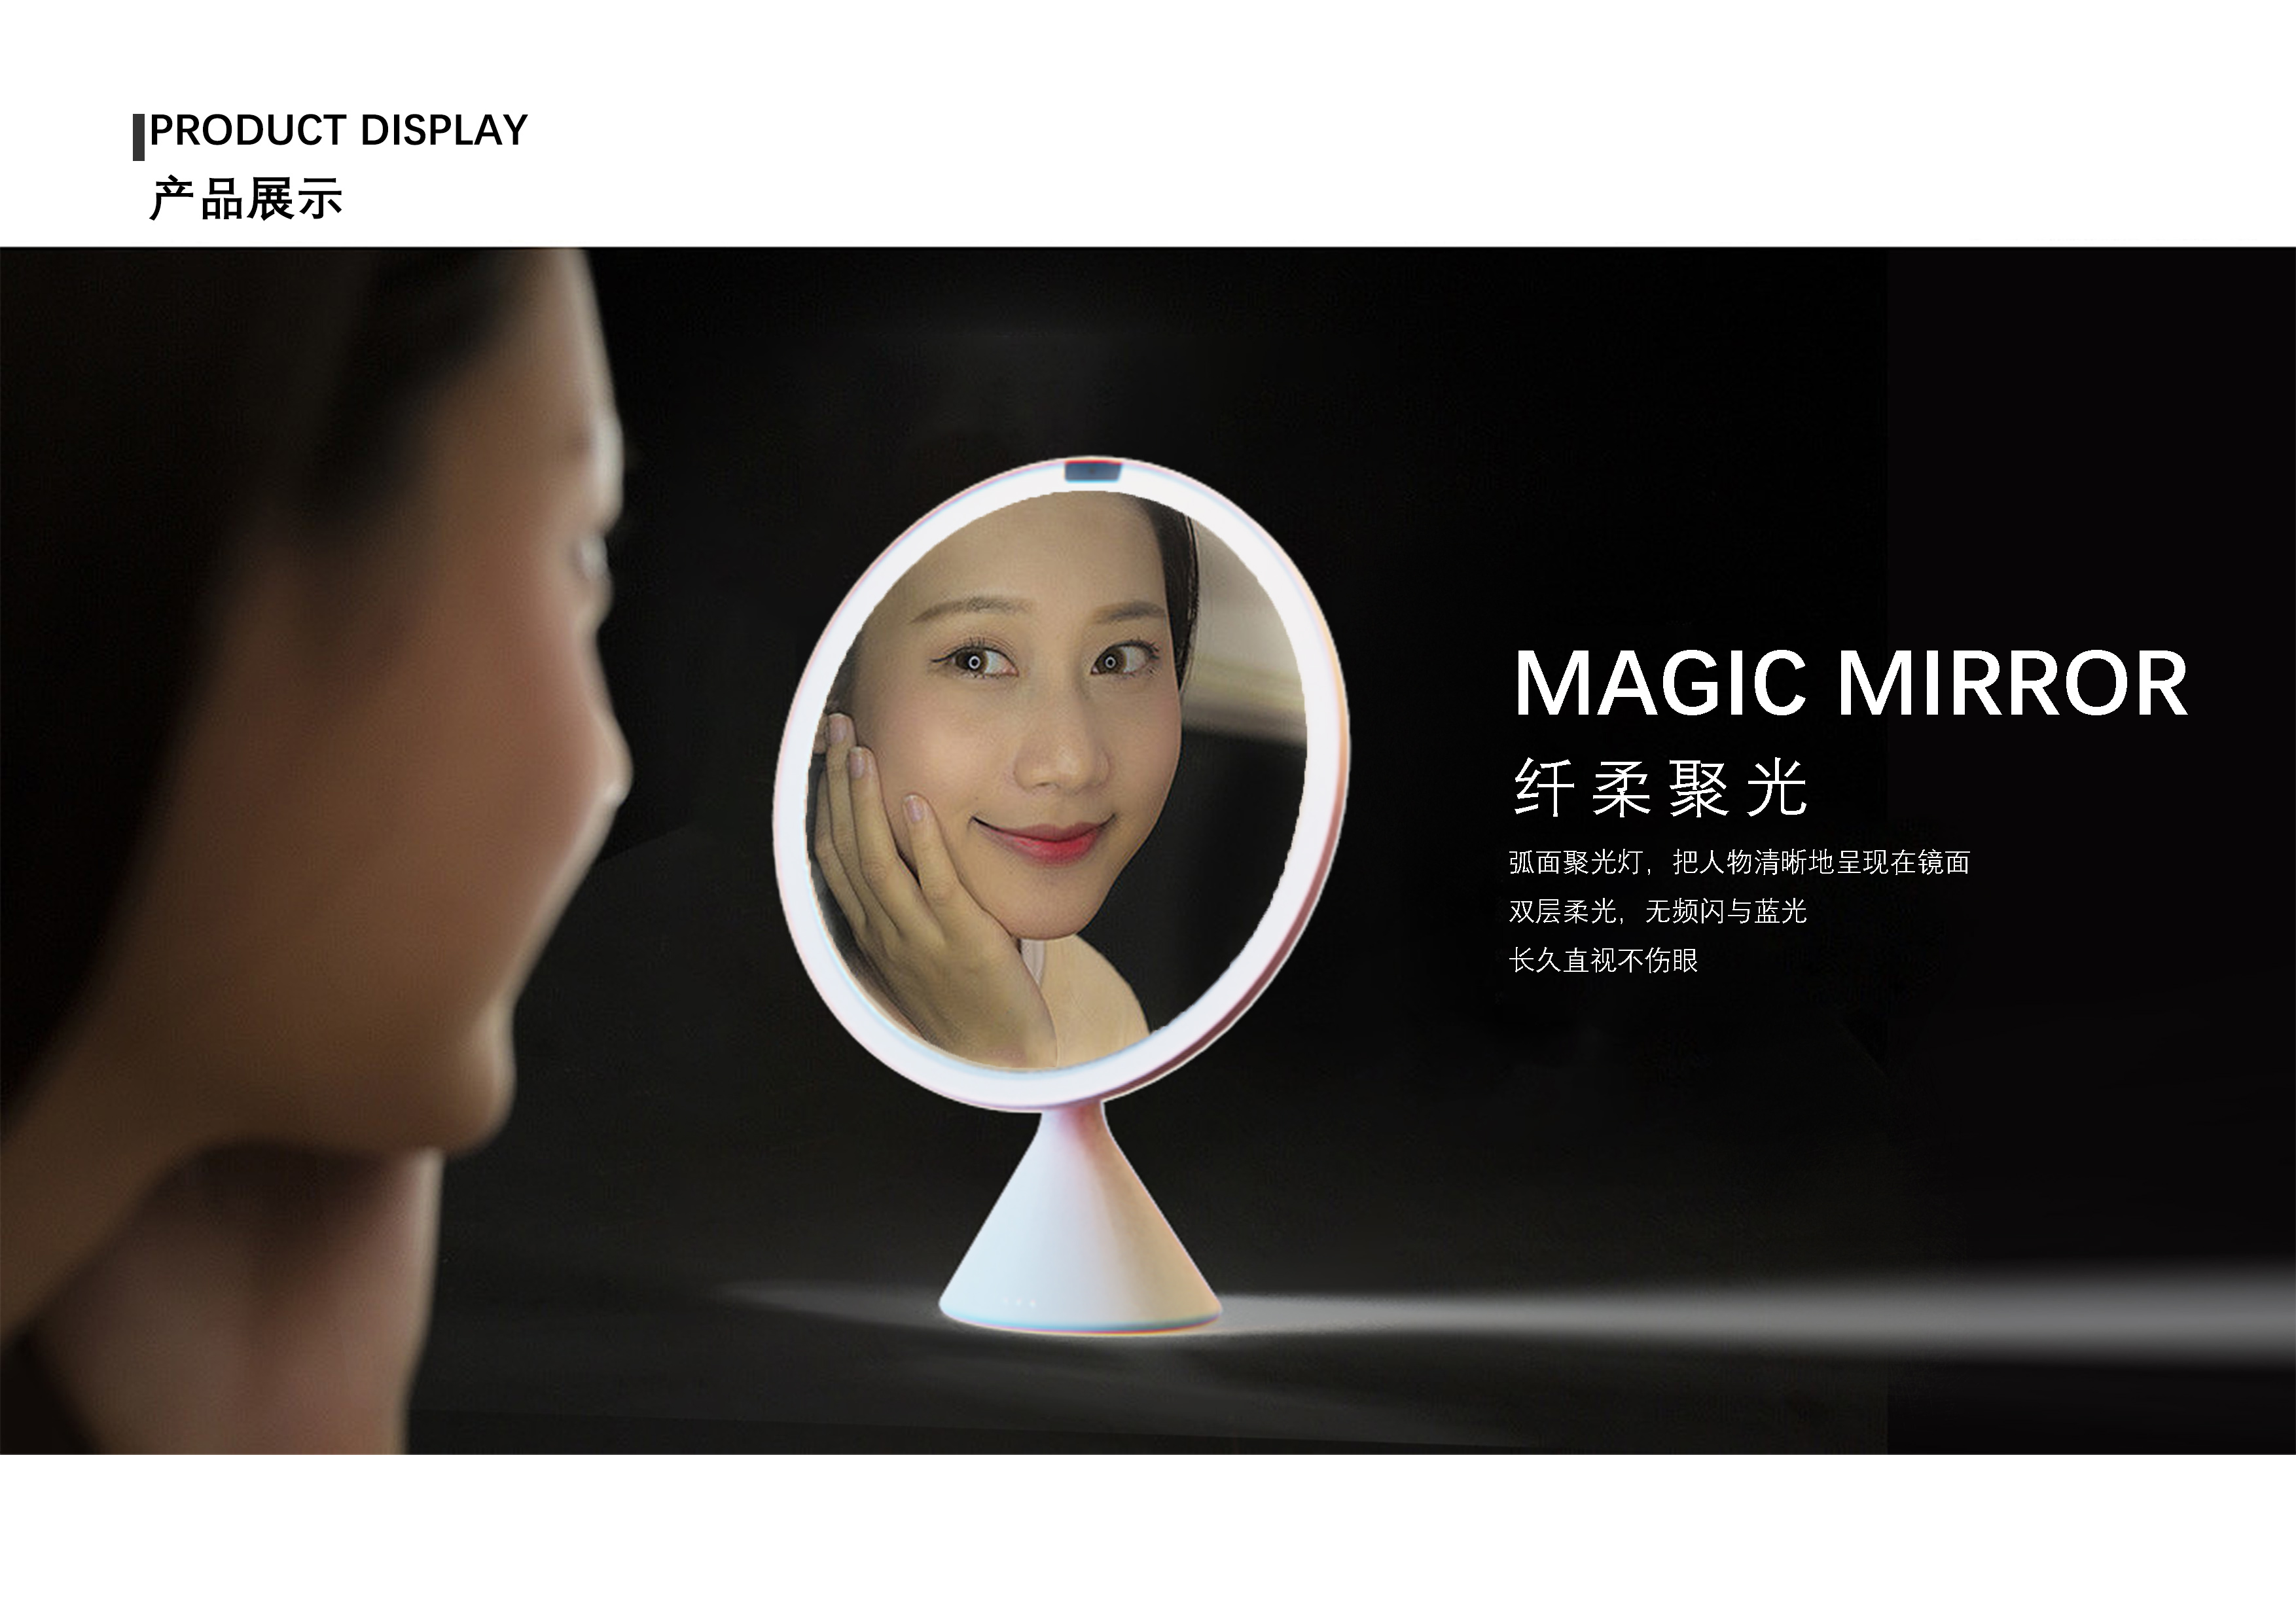 PRODUCT DISPLAY
产品展示
MAGIC MIRROR
纤柔聚光
弧面聚光灯，把人物清晰地呈现在镜面
双层柔光，无频闪与蓝光
长久直视不伤眼